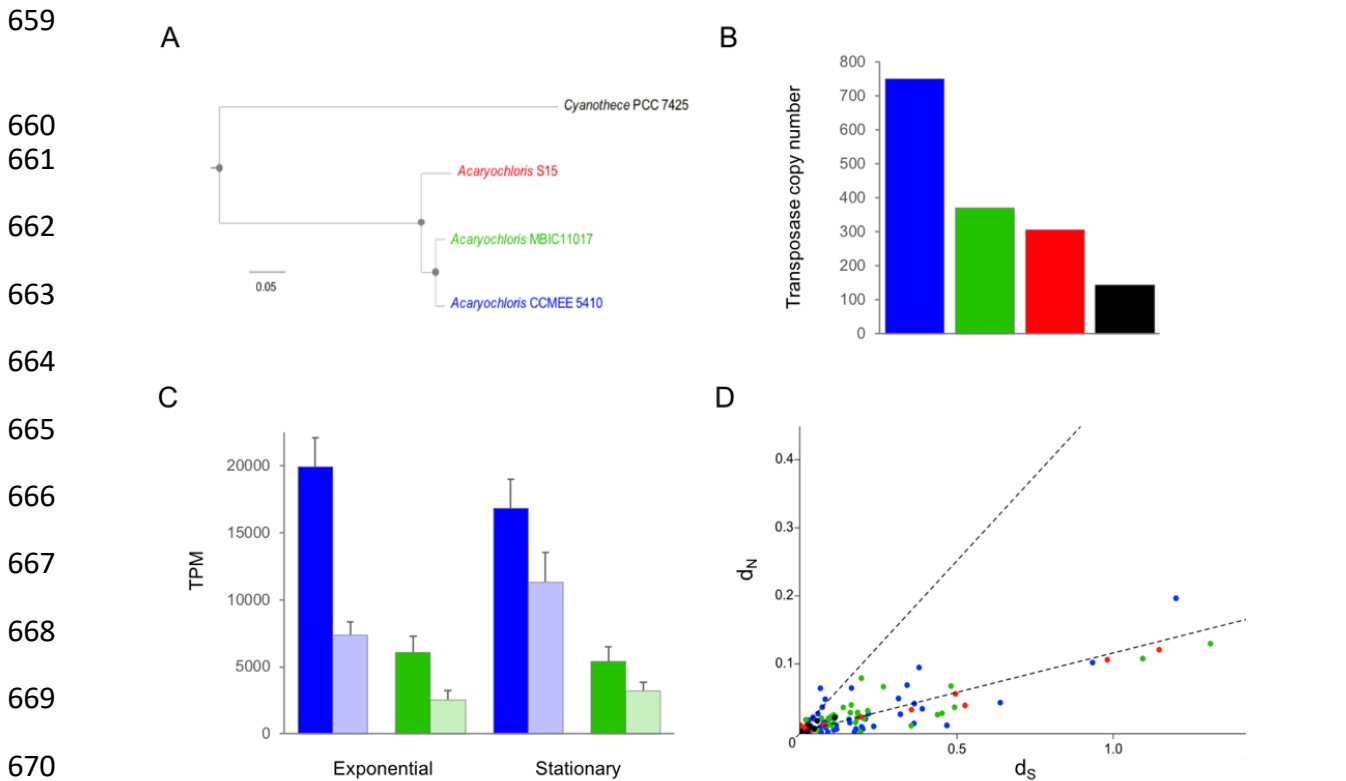 659
A
B
Cyanothece PCC 7425
660
661
Acaryochloris S15
662
Acaryochloris MBIC11017
0.05
663
Acaryochloris CCMEE 5410
Transposase copy number
800
700
600
500
400
300
200
100
0
664
C
D
665
666
667
668
669
670
TPM
20000
15000
10000
5000
0
Exponential
Stationary
dN
0.4
0.3
0.2
0.1
0
0.5
1.0
dS